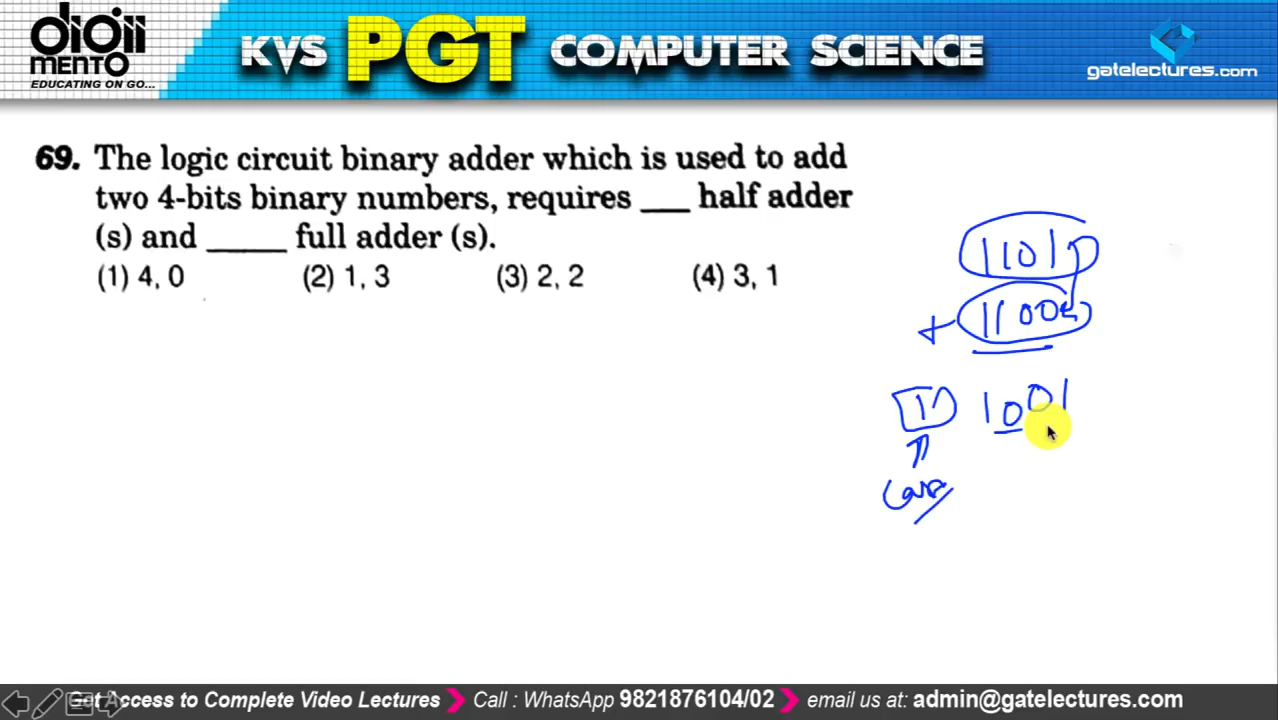 digii
MENTO
EDUCATING ON GO...
KVS PGT COMPUTER SCIENCE
gatelectures.com
69. The logic circuit binary adder which is used to add
two 4-bits binary numbers, requires ___ half adder
(s) and _____ full adder (s).
(1) 4, 0 (2) 1, 3 (3) 2, 2 (4) 3, 1
1101
+ 1100
1 1001
Get Access to Complete Video Lectures Call : WhatsApp 9821876104/02 email us at: admin@gatelectures.com